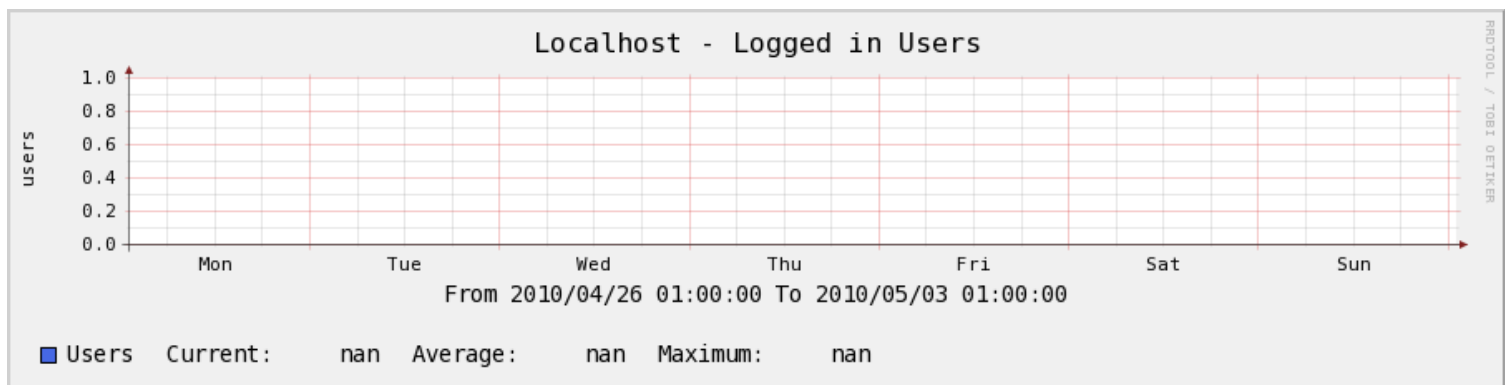 Localhost - Logged in Users
RRDTOOL / TOBI OETIKER
users
1.0
0.8
0.6
0.4
0.2
0.0
Mon Tue Wed Thu Fri Sat Sun
From 2010/04/26 01:00:00 To 2010/05/03 01:00:00
Users Current: nan Average: nan Maximum: nan